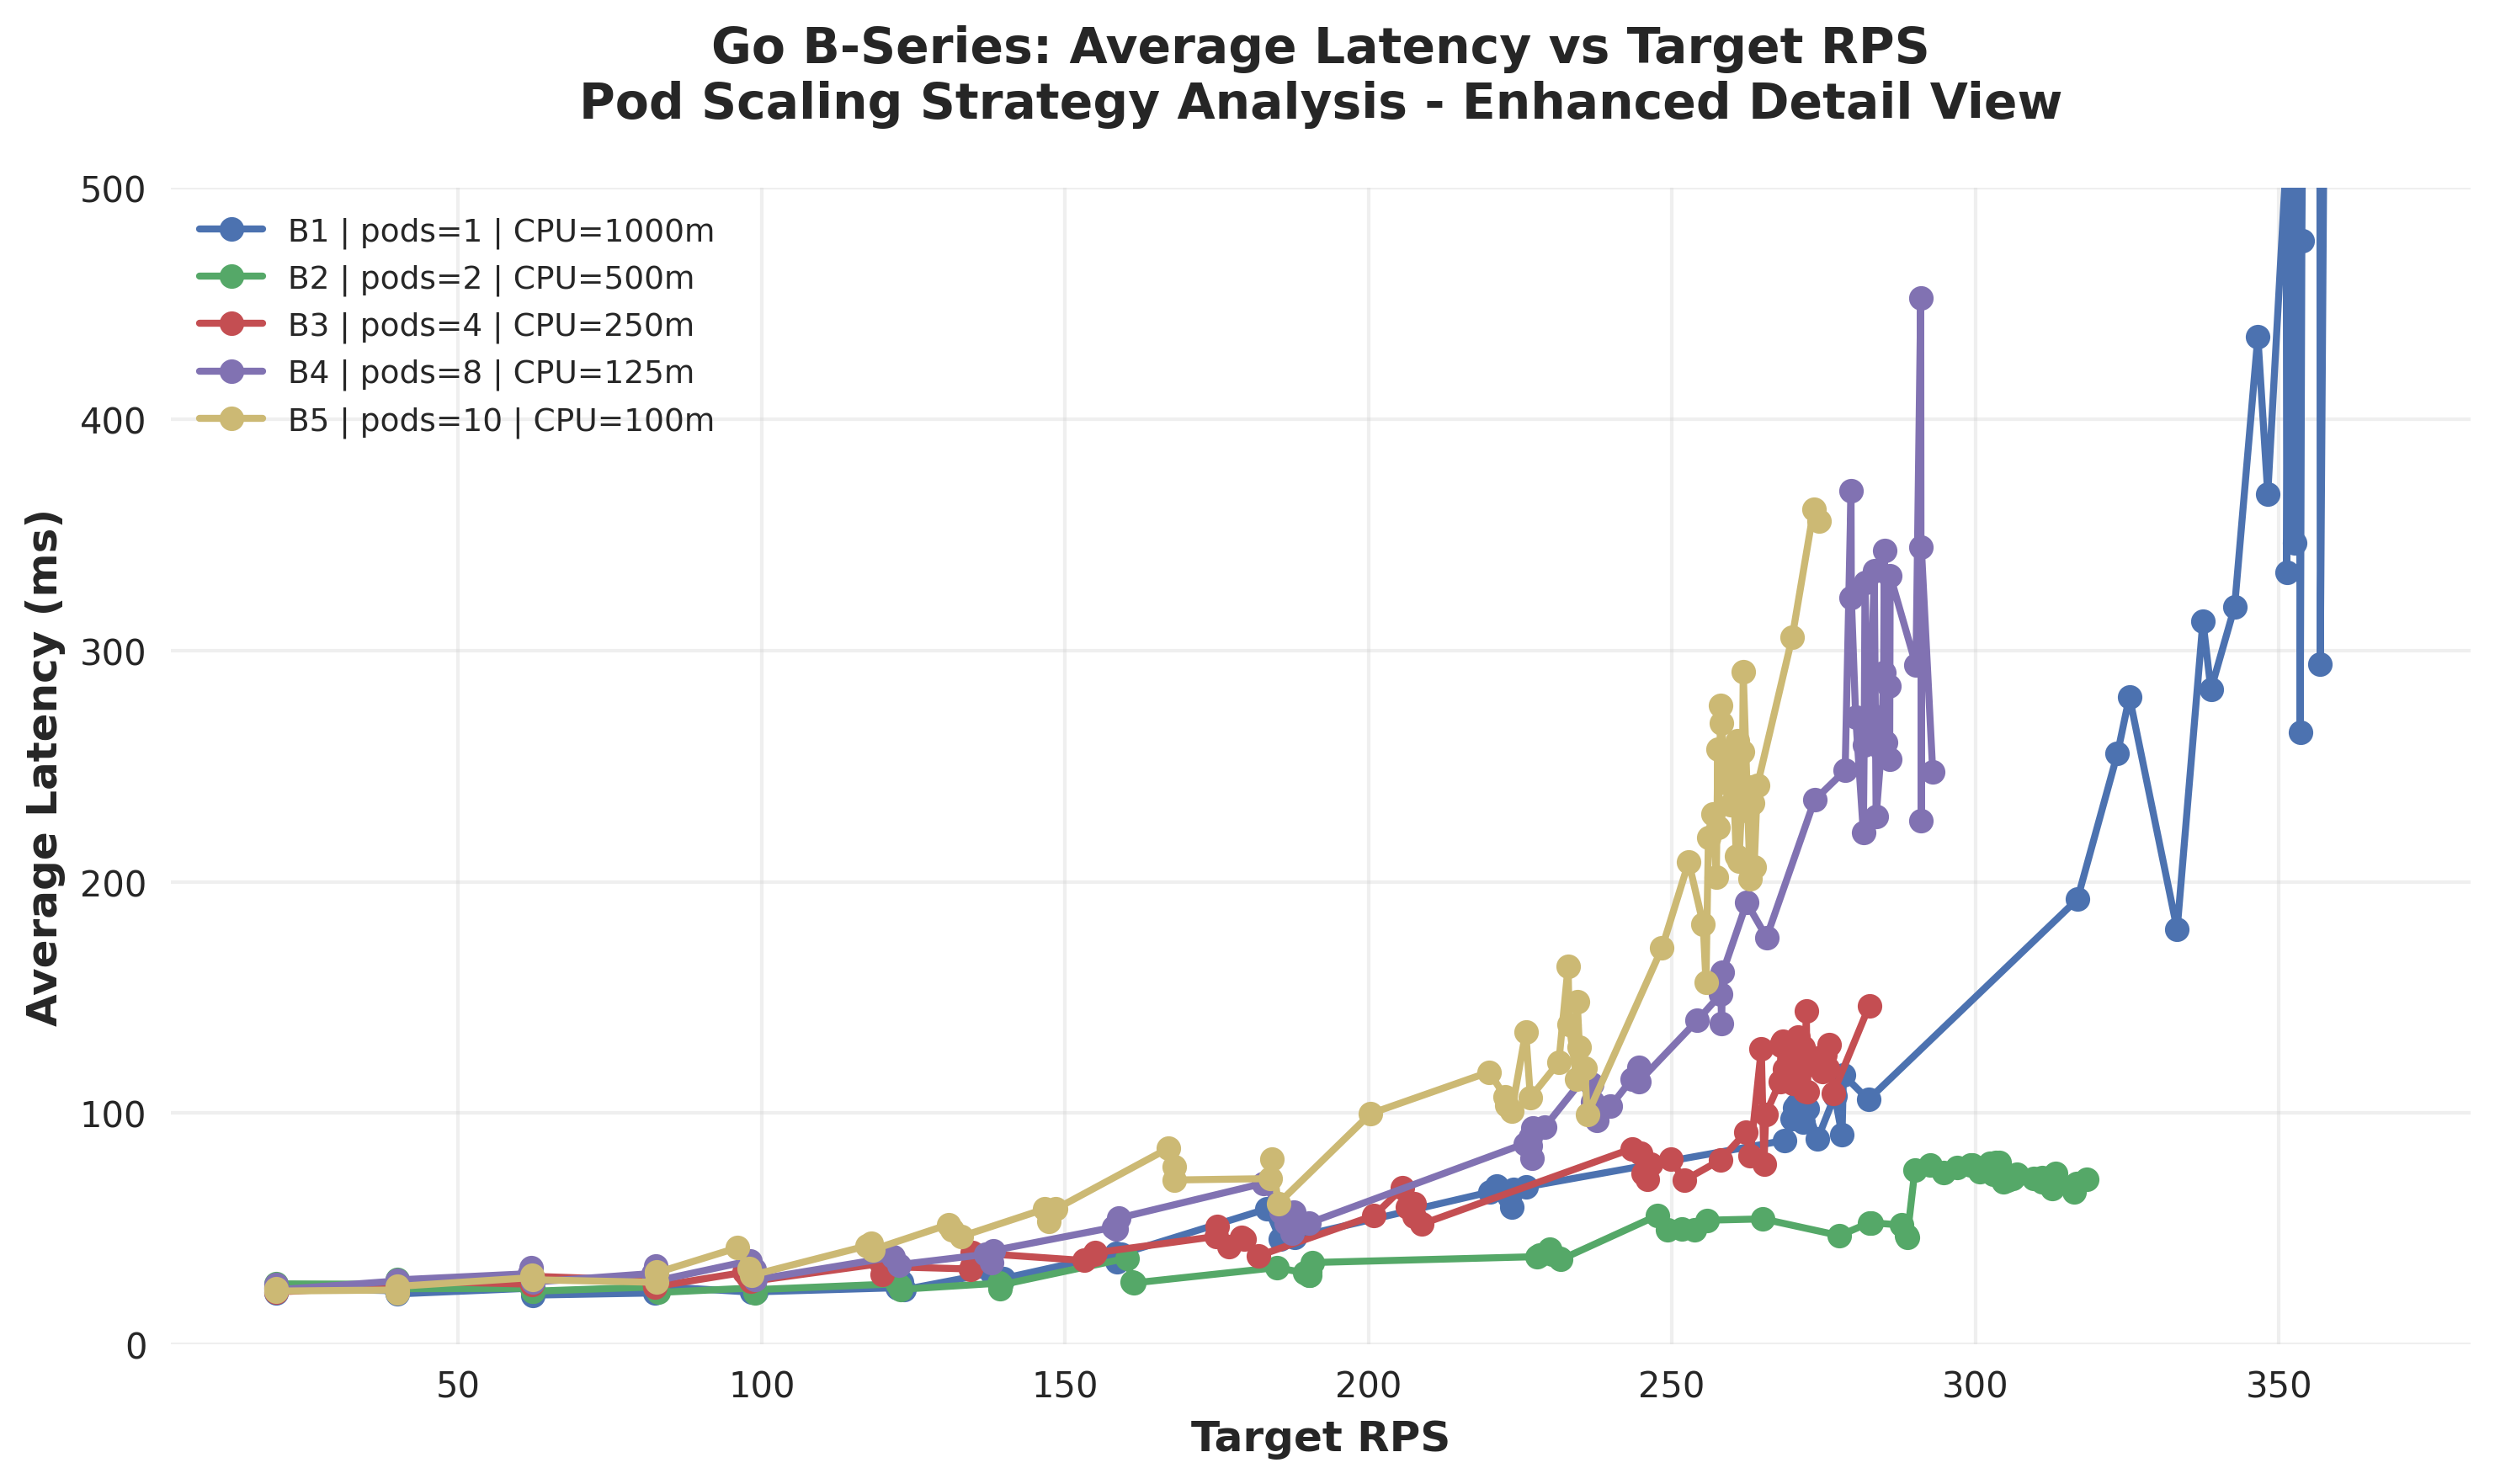 Go B-Series: Average Latency vs Target RPS
Pod Scaling Strategy Analysis - Enhanced Detail View
500
400
300
200
100
0
Average Latency (ms)
B1 | pods=1 | CPU=1000m
B2 | pods=2 | CPU=500m
B3 | pods=4 | CPU=250m
B4 | pods=8 | CPU=125m
B5 | pods=10 | CPU=100m
50 100 150 200 250 300 350
Target RPS